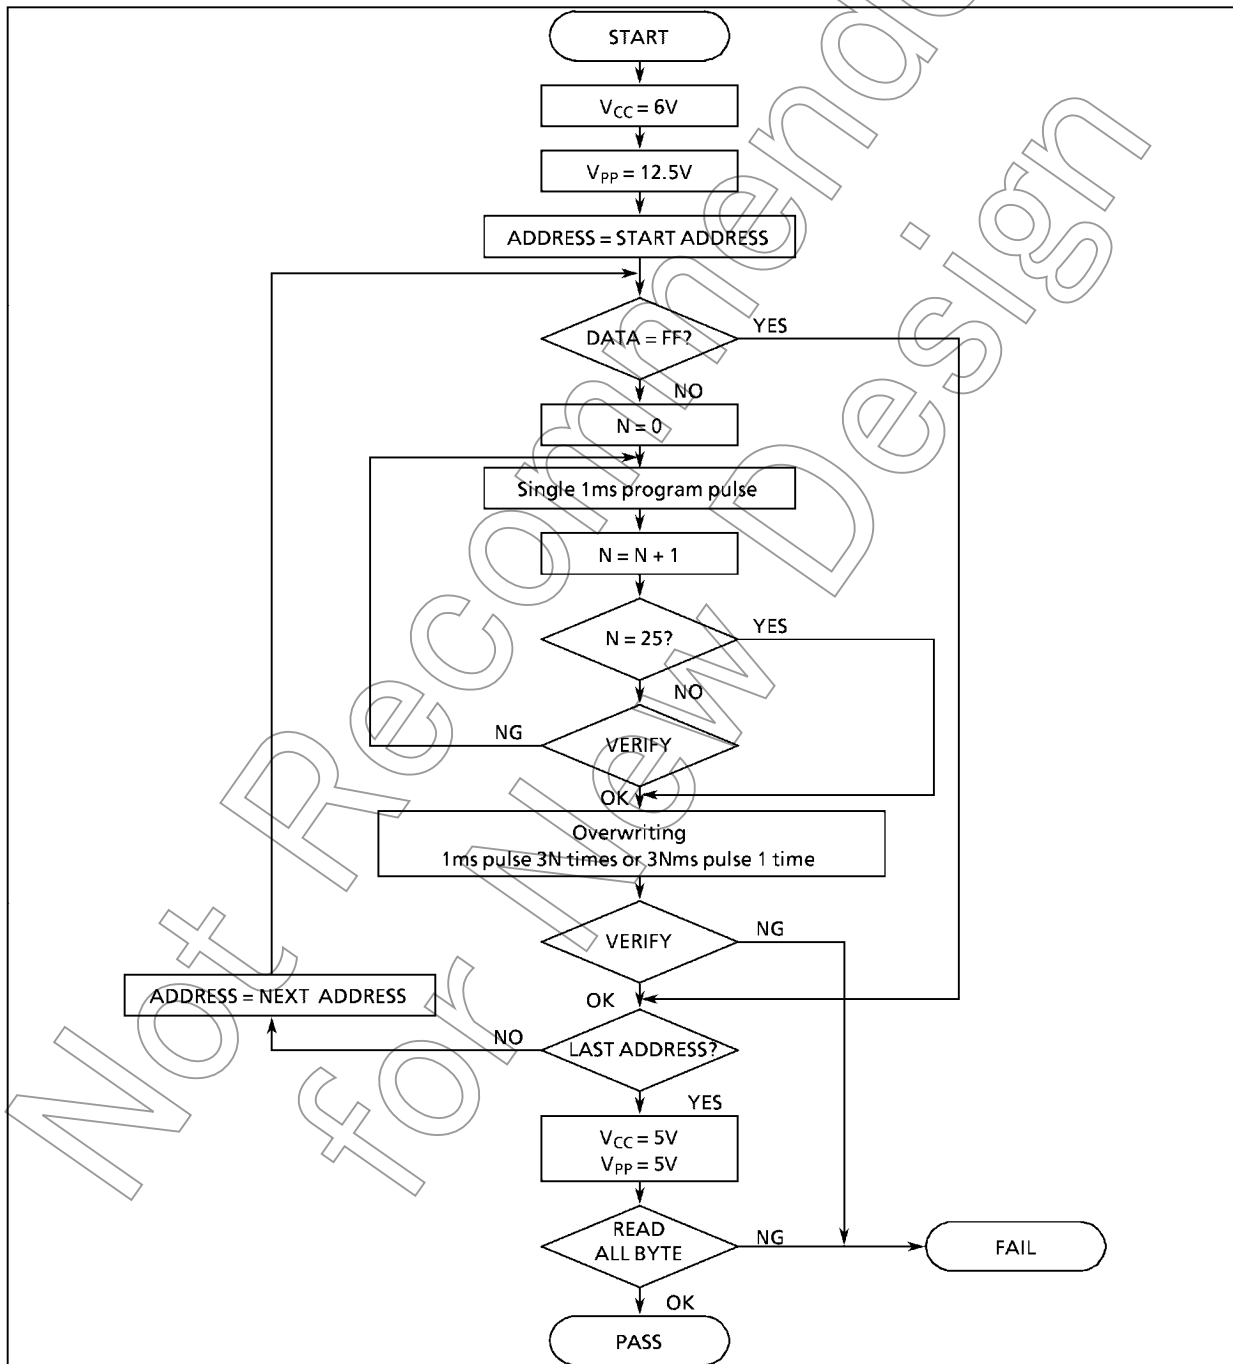 START
V_CC = 6V
V_PP = 12.5V
ADDRESS = START ADDRESS
DATA = FF?
YES
NO
N = 0
Single 1ms program pulse
N = N + 1
N = 25?
YES
NO
VERIFY
NG
OK
Overwriting
1ms pulse 3N times or 3Nms pulse 1 time
VERIFY
NG
OK
ADDRESS = NEXT ADDRESS
LAST ADDRESS?
NO
YES
V_CC = 5V
V_PP = 5V
READ
ALL BYTE
NG
FAIL
OK
PASS
Not Recommende
for New Design